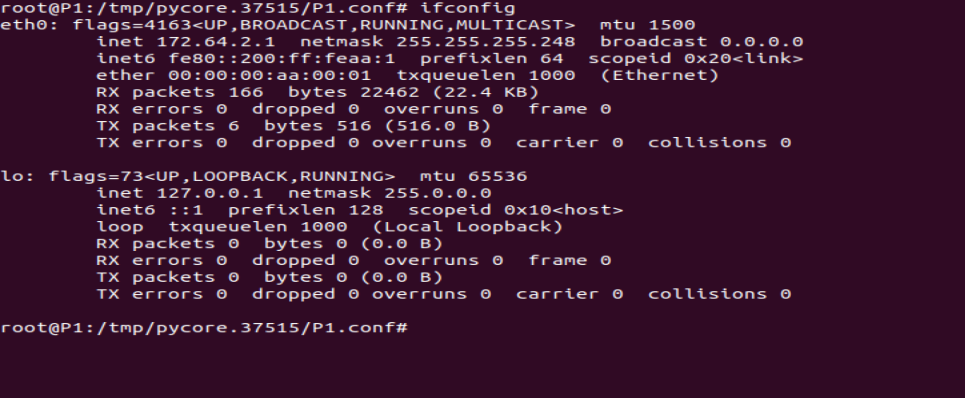 root@P1:/tmp/pycore.37515/P1.conf# ifconfig
eth0: flags=4163<UP,BROADCAST,RUNNING,MULTICAST>  mtu 1500
        inet 172.64.2.1  netmask 255.255.255.248  broadcast 0.0.0.0
        inet6 fe80::200:ff:feaa:1  prefixlen 64  scopeid 0x20<link>
        ether 00:00:00:aa:00:01  txqueuelen 1000  (Ethernet)
        RX packets 166  bytes 22462 (22.4 KB)
        RX errors 0  dropped 0  overruns 0  frame 0
        TX packets 6  bytes 516 (516.0 B)
        TX errors 0  dropped 0 overruns 0  carrier 0  collisions 0

lo: flags=73<UP,LOOPBACK,RUNNING>  mtu 65536
        inet 127.0.0.1  netmask 255.0.0.0
        inet6 ::1  prefixlen 128  scopeid 0x10<host>
        loop  txqueuelen 1000  (Local Loopback)
        RX packets 0  bytes 0 (0.0 B)
        RX errors 0  dropped 0  overruns 0  frame 0
        TX packets 0  bytes 0 (0.0 B)
        TX errors 0  dropped 0 overruns 0  carrier 0  collisions 0

root@P1:/tmp/pycore.37515/P1.conf#